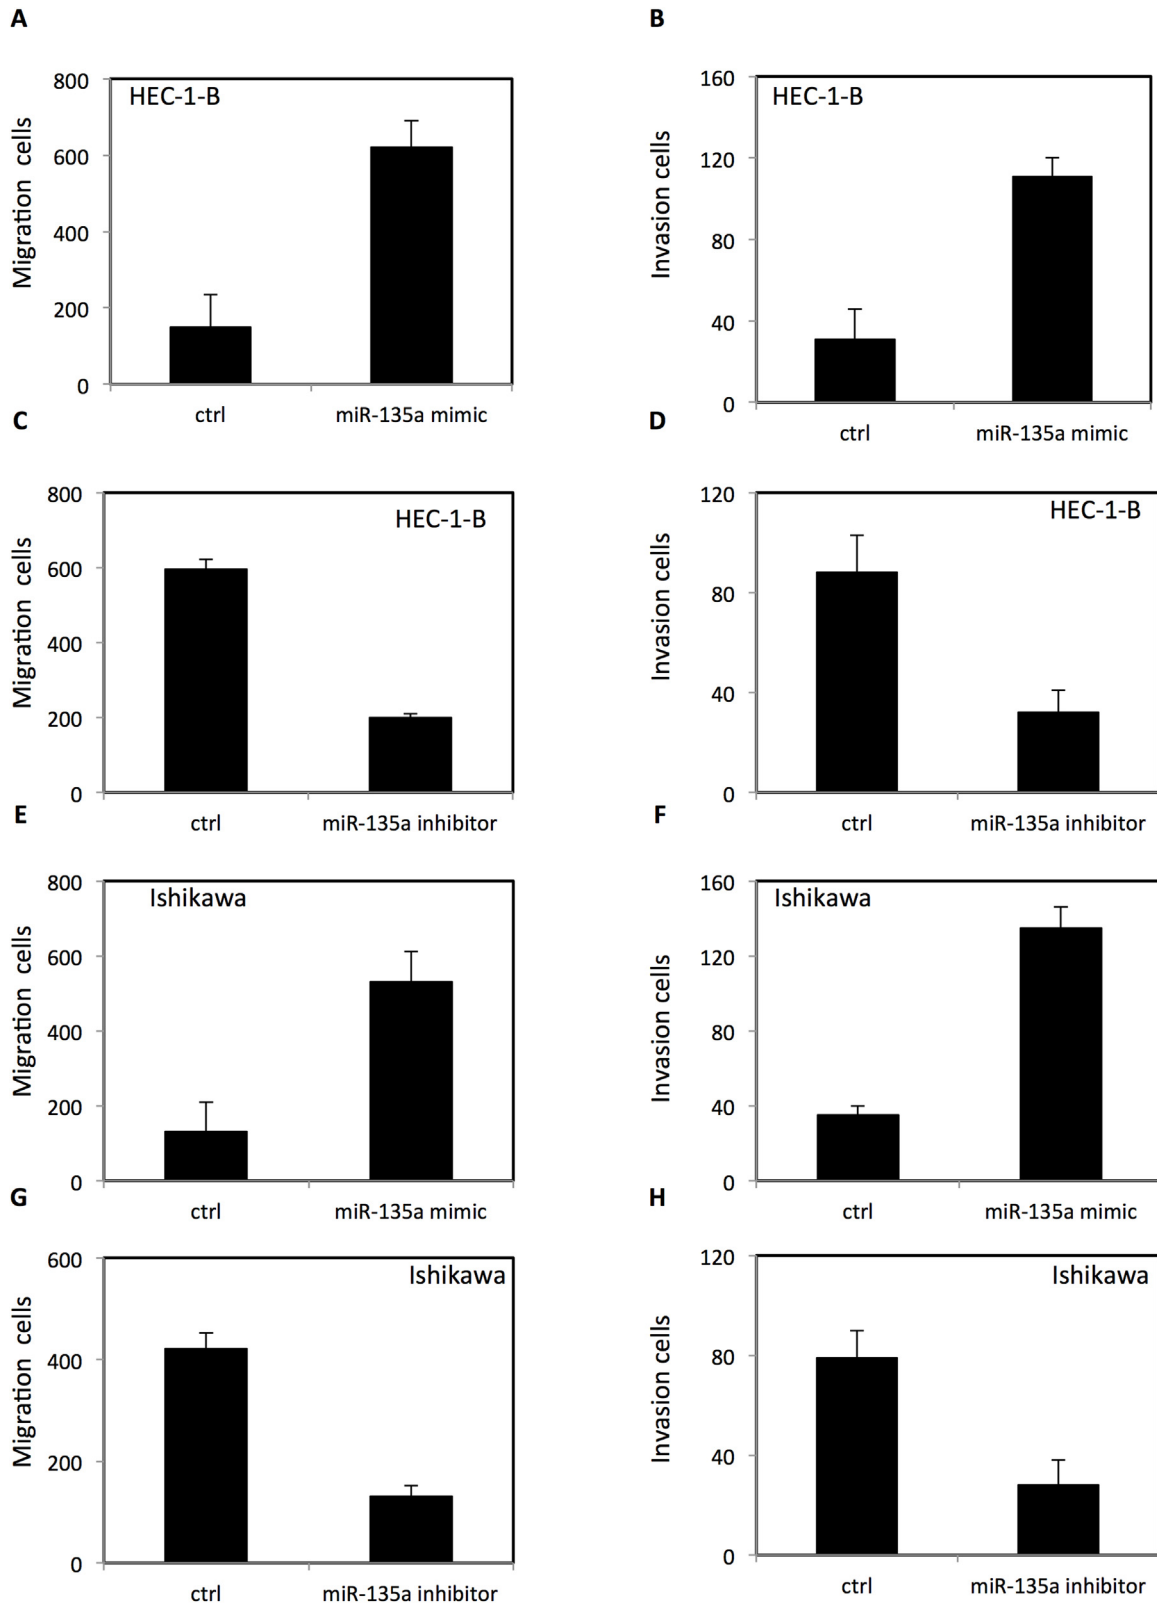 A
800
600
400
200
0
Migration cells
HEC-1-B
ctrl
miR-135a mimic
B
160
120
80
40
0
Invasion cells
HEC-1-B
ctrl
miR-135a mimic
C
800
600
400
200
0
Migration cells
HEC-1-B
ctrl
miR-135a inhibitor
D
120
80
40
0
Invasion cells
HEC-1-B
ctrl
miR-135a inhibitor
E
800
600
400
200
0
Migration cells
Ishikawa
ctrl
miR-135a mimic
F
160
120
80
40
0
Invasion cells
Ishikawa
ctrl
miR-135a mimic
G
600
400
200
0
Migration cells
Ishikawa
ctrl
miR-135a inhibitor
H
120
80
40
0
Invasion cells
Ishikawa
ctrl
miR-135a inhibitor